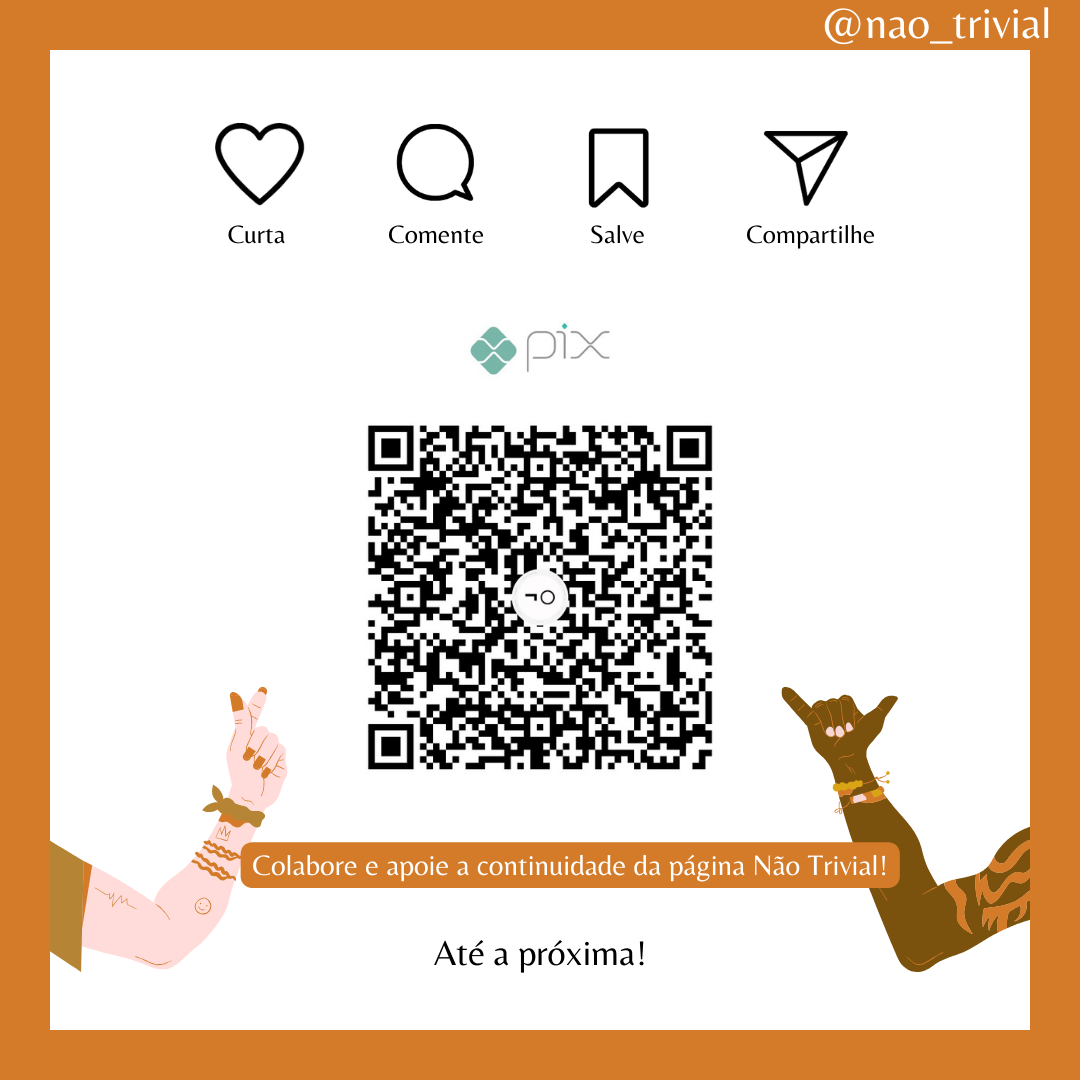 @nao_trivial
Curta Comente Salve Compartilhe
pix
Colabore e apoie a continuidade da página Não Trivial!
Até a próxima!